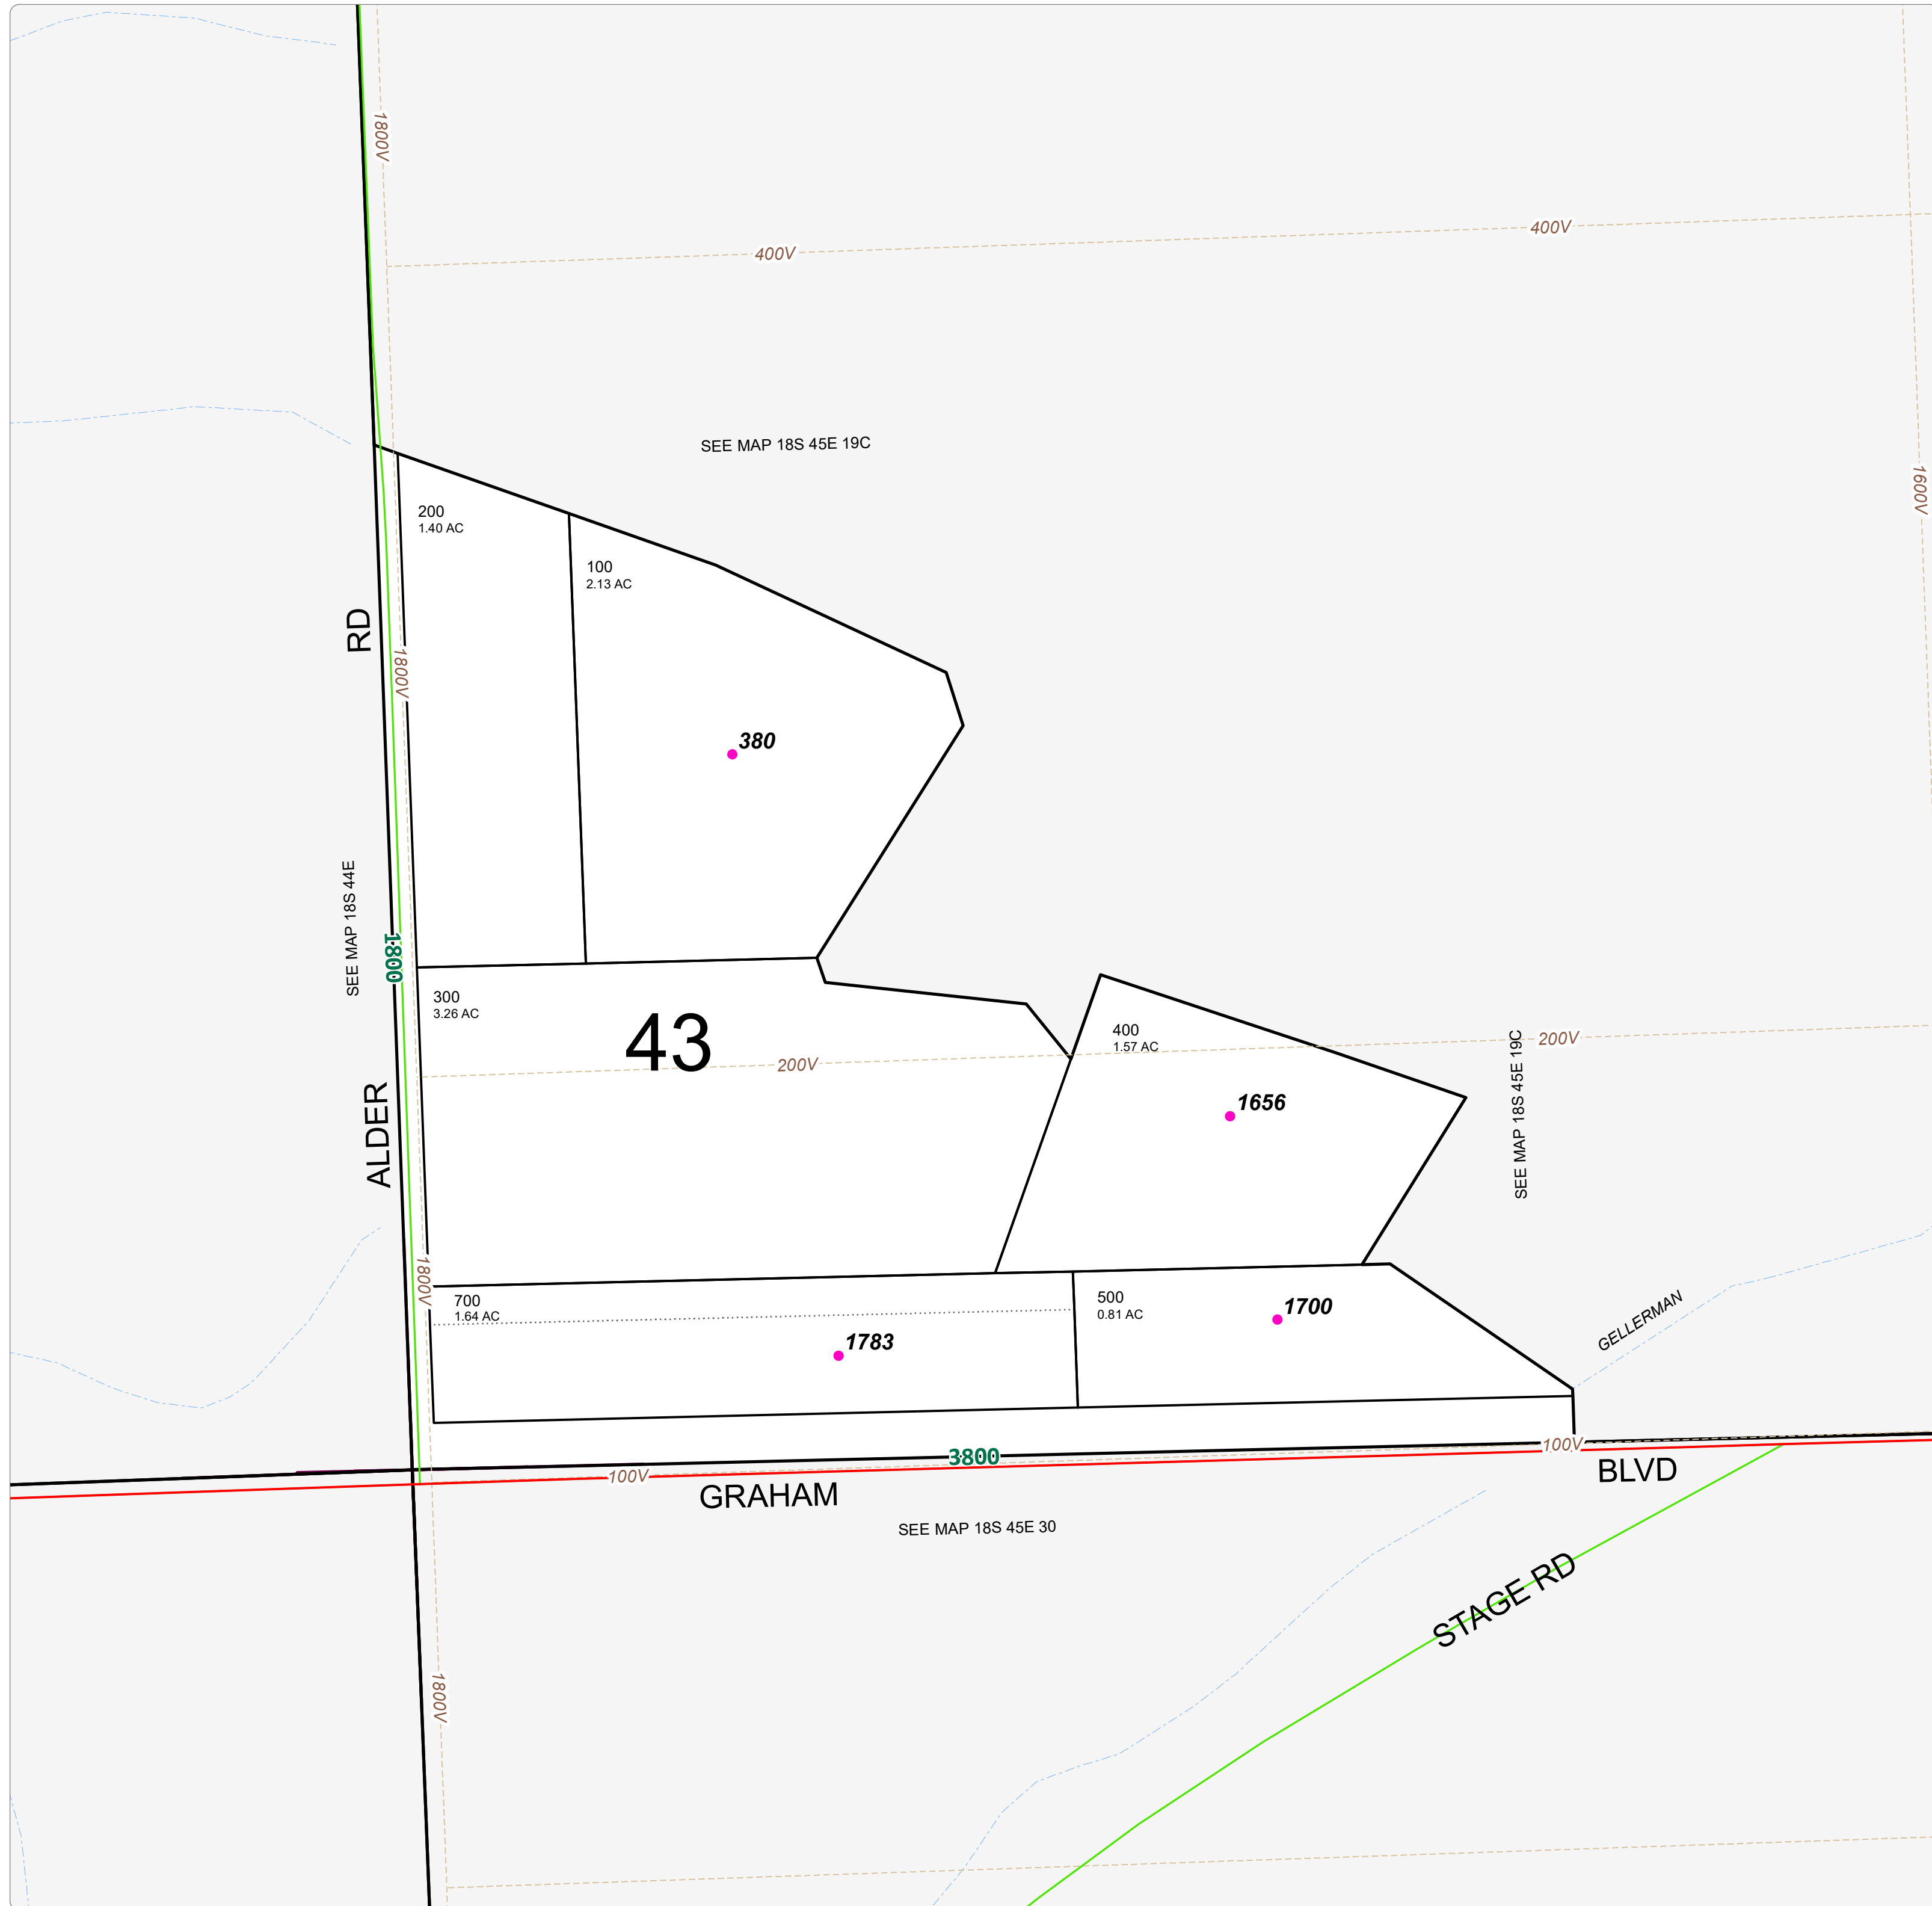 1800V
400V
400V
SEE MAP 18S 45E 19C
1600V
200
1.40 AC
100
2.13 AC
RD
1800V
380
SEE MAP 18S 44E
1800
300
3.26 AC
43
400
1.57 AC
200V
200V
SEE MAP 18S 45E 19C
1656
ALDER
1800V
700
1.64 AC
500
0.81 AC
1700
1783
GELLERMAN
3800
100V
100V
GRAHAM
BLVD
SEE MAP 18S 45E 30
STAGE RD
1800V